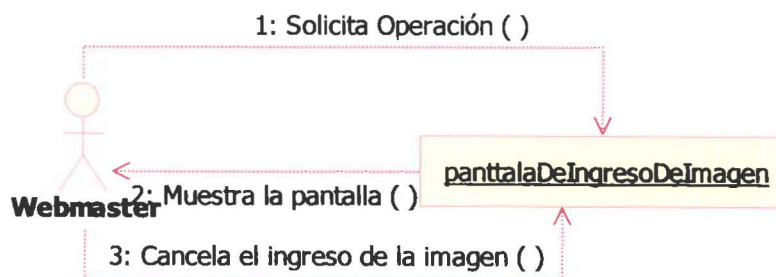 1: Solicita Operación ( )
panttalaDeIngresoDeImagen
2: Muestra la pantalla ( )
Webmaster
3: Cancela el ingreso de la imagen ( )